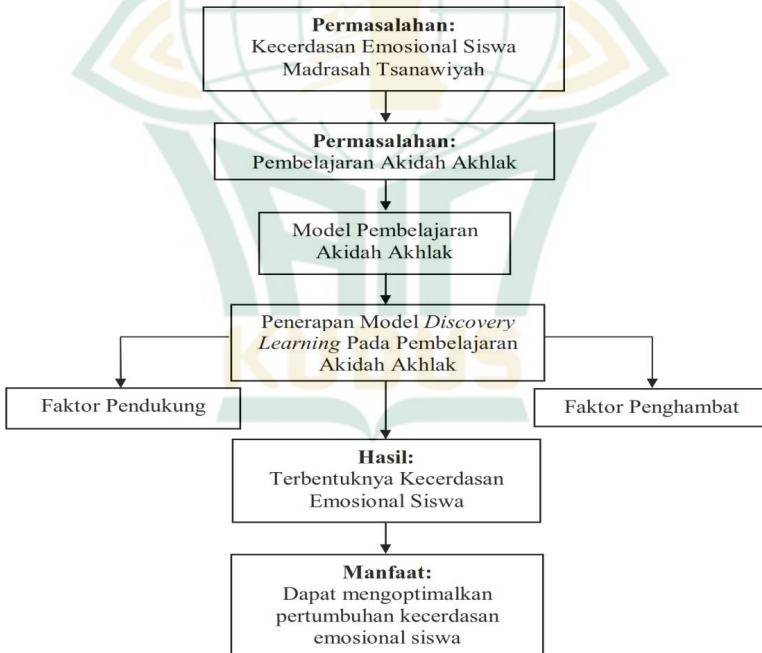 Permasalahan:
Kecerdasan Emosional Siswa
Madrasah Tsanawiyah
Permasalahan:
Pembelajaran Akidah Akhlak
Model Pembelajaran
Akidah Akhlak
Penerapan Model Discovery
Learning Pada Pembelajaran
Akidah Akhlak
Faktor Pendukung
Faktor Penghambat
Hasil:
Terbentuknya Kecerdasan
Emosional Siswa
Manfaat:
Dapat mengoptimalkan
pertumbuhan kecerdasan
emosional siswa
KUDUS